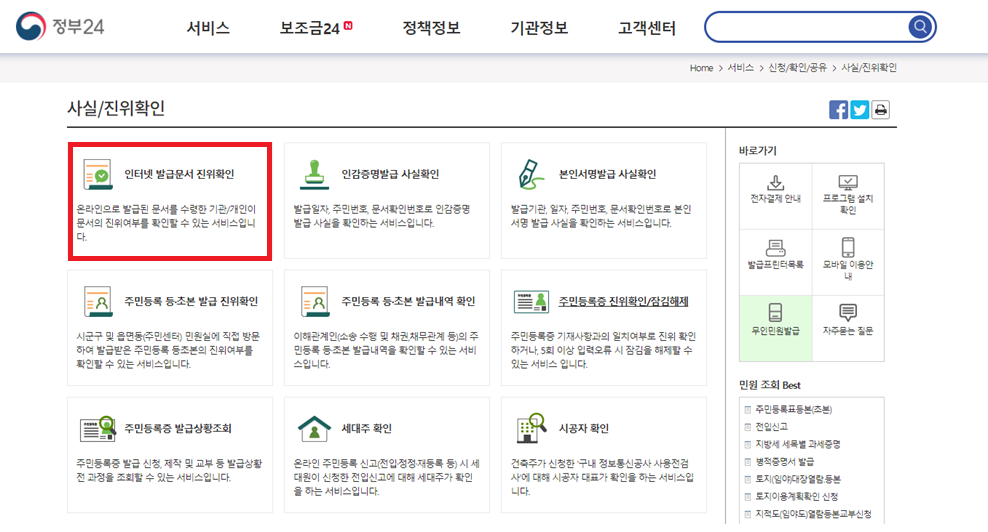 정부24
서비스
보조금24 N
정책정보
기관정보
고객센터
Home > 서비스 > 신청/확인/공유 > 사실/진위확인
사실/진위확인
인터넷 발급문서 진위확인
온라인으로 발급된 문서를 수령한 기관/개인이
문서의 진위여부를 확인할 수 있는 서비스입니
다.
인감증명발급 사실확인
발급일자, 주민번호, 문서확인번호로 인감증명
발급 사실을 확인하는 서비스입니다.
본인서명발급 사실확인
발급기관, 일자, 주민번호, 문서확인번호로 본인
서명 발급 사실을 확인하는 서비스입니다.
주민등록 등·초본 발급 진위확인
시군구 및 읍면동(주민센터) 민원실에 직접 방문
하여 발급받은 주민등록 등초본의 진위여부를
확인할 수 있는 서비스입니다.
주민등록 등·초본 발급내역 확인
이해관계인(소송 수행 및 채권,채무관계 등)의 주
민등록 등·초본 발급내역을 확인할 수 있는 서비
스입니다.
주민등록증 진위확인/잠김해제
주민등록증 기재사항과의 일치여부로 진위 확인
하거나, 5회 이상 입력오류 시 잠김을 해제할 수
있는 서비스 입니다.
주민등록증 발급상황조회
주민등록증 발급 신청, 제작 및 교부 등 발급상황
전 과정을 조회할 수 있는 서비스입니다.
세대주 확인
온라인 주민등록 신고(전입·정정·재등록 등) 시 세
대원이 신청한 전입신고에 대해 세대주가 확인
을 하는 서비스입니다.
시공자 확인
건축주가 신청한 '구내 정보통신공사 사용전검
사'에 대해 시공자 대표가 확인을 하는 서비스입
니다.
바로가기
전자결제 안내
프로그램 설치
확인
발급프린터목록
모바일 이용안
내
무인민원발급
자주묻는 질문
민원 조회 Best
주민등록표등본(초본)
전입신고
지방세 세목별 과세증명
병적증명서 발급
토지(임야)대장열람.등본
토지이용계획확인 신청
지적도(임야도)열람등본교부신청